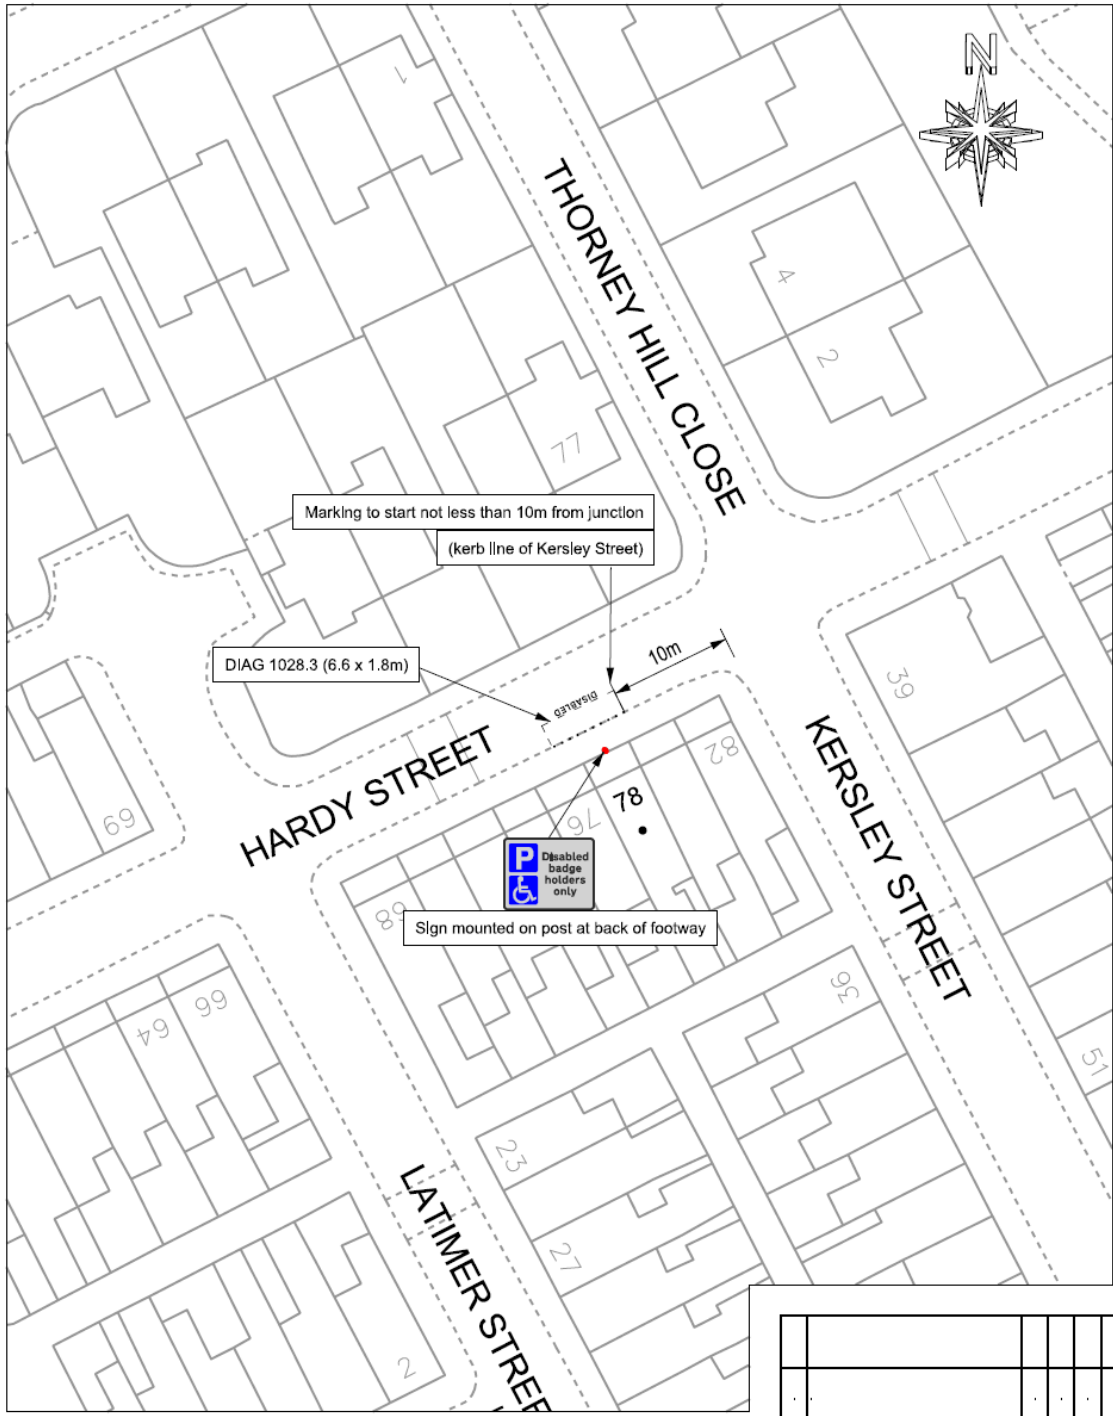 N
1
THORNEY HILL CLOSE
4
2
77
Marking to start not less than 10m from junction
(kerb line of Kersley Street)
10m
DIAG 1028.3 (6.6 x 1.8m)
DISABLED
39
HARDY STREET
82
KERSLEY STREET
69
78
76
P
Disabled
badge
holders
only
68
Sign mounted on post at back of footway
66
64
36
51
23
27
LATIMER STREE
2